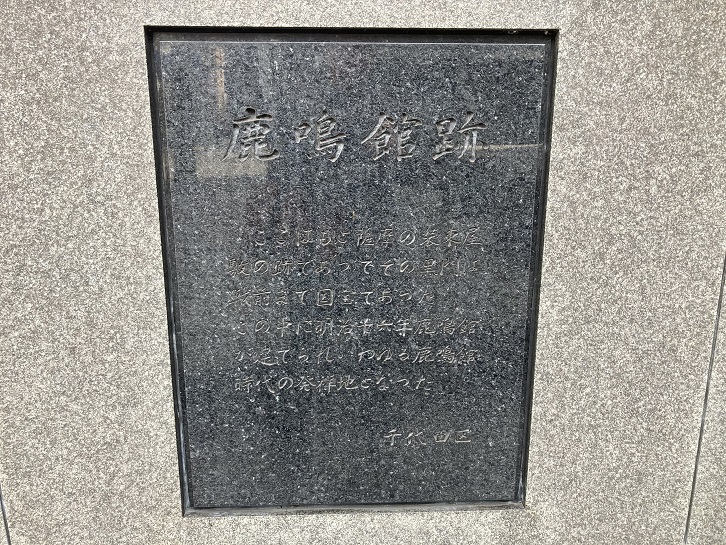 鹿鳴館跡
ここはもと薩摩の装束屋
敷の跡であってその黒門は
戦前まで国宝であった
この中に明治十六年鹿鳴館
が建てられいわゆる鹿鳴館
時代の発祥地となった
千代田区